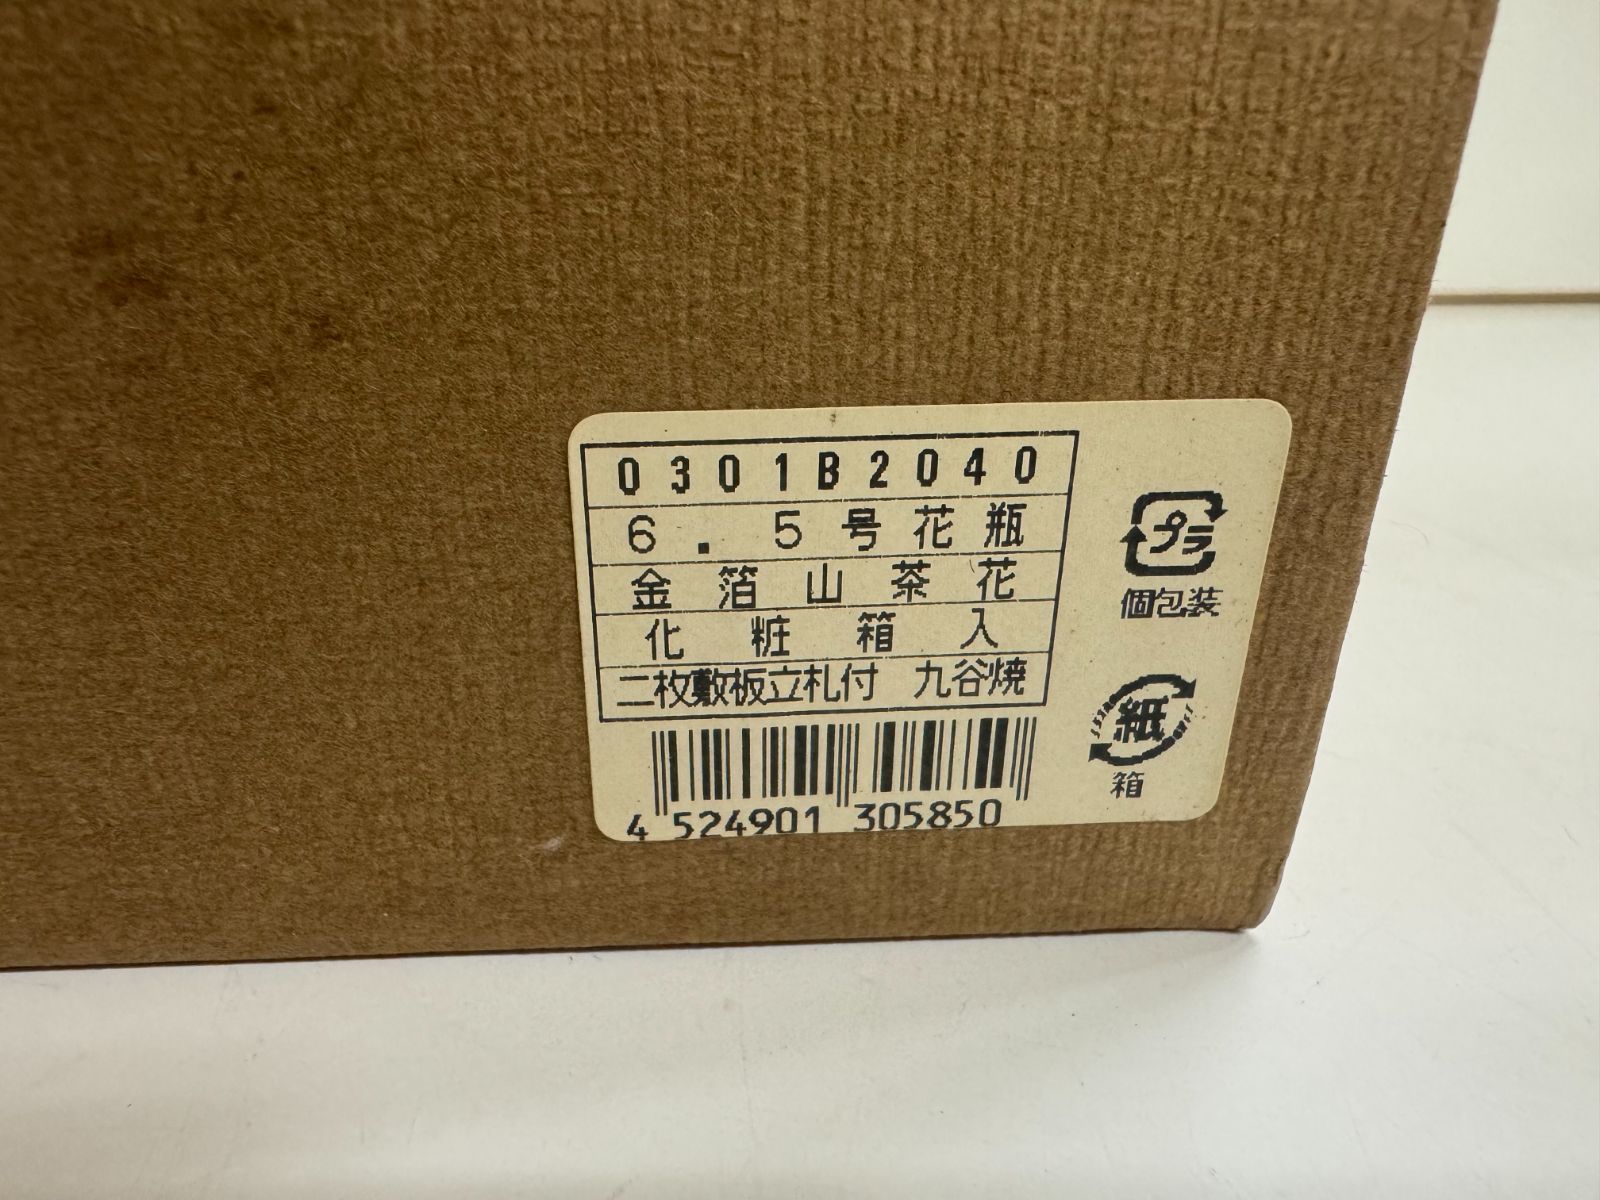 0301B2040
6.5号花瓶
金箔山茶花
化粧箱入
二枚敷板立札付 九谷焼
4 524901 305850
プラ
個包装
紙
箱